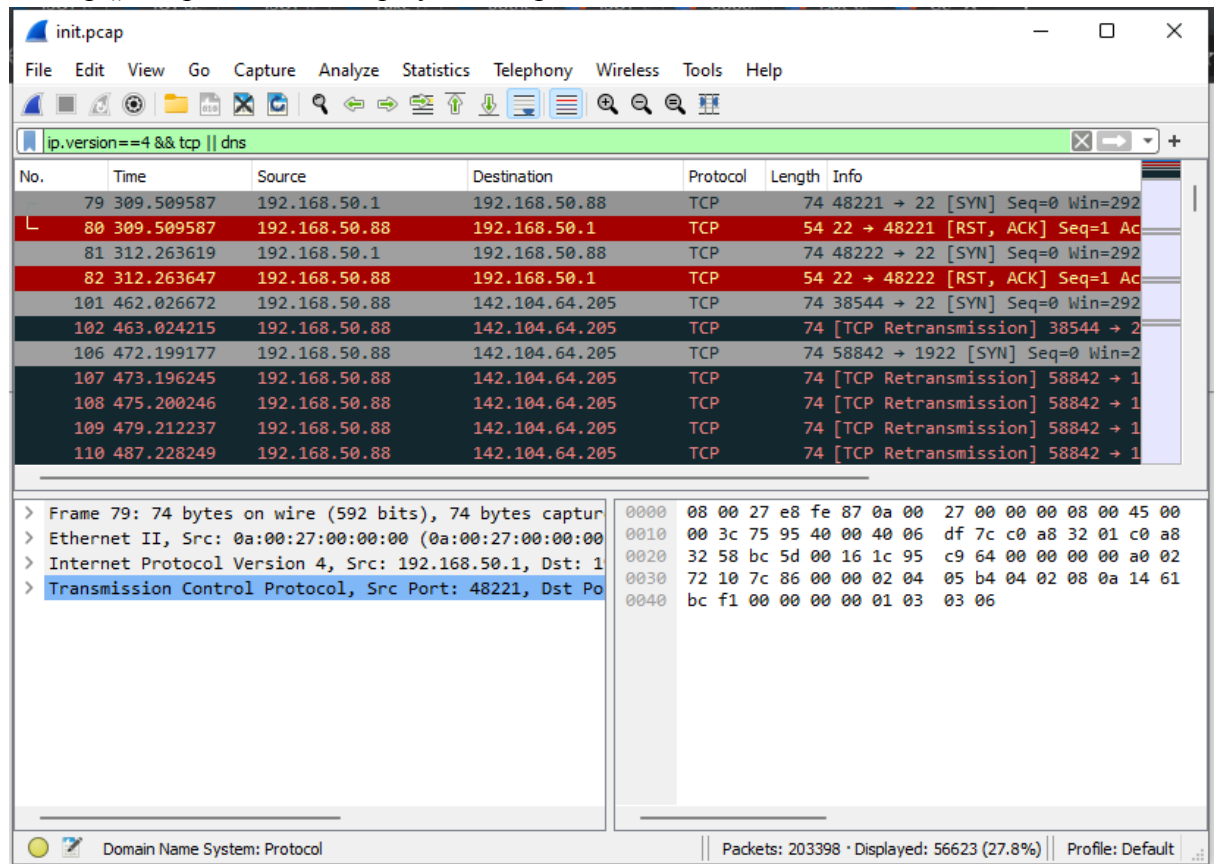 init.pcap
File Edit View Go Capture Analyze Statistics Telephony Wireless Tools Help
ip.version==4 && tcp || dns
No. Time Source Destination Protocol Length Info
79 309.509587 192.168.50.1 192.168.50.88 TCP 74 48221 → 22 [SYN] Seq=0 Win=292
80 309.509587 192.168.50.88 192.168.50.1 TCP 54 22 → 48221 [RST, ACK] Seq=1 Ac
81 312.263619 192.168.50.1 192.168.50.88 TCP 74 48222 → 22 [SYN] Seq=0 Win=292
82 312.263647 192.168.50.88 192.168.50.1 TCP 54 22 → 48222 [RST, ACK] Seq=1 Ac
101 462.026672 192.168.50.88 142.104.64.205 TCP 74 38544 → 22 [SYN] Seq=0 Win=292
102 463.024215 192.168.50.88 142.104.64.205 TCP 74 [TCP Retransmission] 38544 → 2
106 472.199177 192.168.50.88 142.104.64.205 TCP 74 58842 → 1922 [SYN] Seq=0 Win=2
107 473.196245 192.168.50.88 142.104.64.205 TCP 74 [TCP Retransmission] 58842 → 1
108 475.200246 192.168.50.88 142.104.64.205 TCP 74 [TCP Retransmission] 58842 → 1
109 479.212237 192.168.50.88 142.104.64.205 TCP 74 [TCP Retransmission] 58842 → 1
110 487.228249 192.168.50.88 142.104.64.205 TCP 74 [TCP Retransmission] 58842 → 1
> Frame 79: 74 bytes on wire (592 bits), 74 bytes captur
> Ethernet II, Src: 0a:00:27:00:00:00 (0a:00:27:00:00:00
> Internet Protocol Version 4, Src: 192.168.50.1, Dst: 1
> Transmission Control Protocol, Src Port: 48221, Dst Po
0000 08 00 27 e8 fe 87 0a 00 27 00 00 00 08 00 45 00
0010 00 3c 75 95 40 00 40 06 df 7c c0 a8 32 01 c0 a8
0020 32 58 bc 5d 00 16 1c 95 c9 64 00 00 00 00 a0 02
0030 72 10 7c 86 00 00 02 04 05 b4 04 02 08 0a 14 61
0040 bc f1 00 00 00 00 01 03 03 06
Domain Name System: Protocol Packets: 203398 · Displayed: 56623 (27.8%) Profile: Default